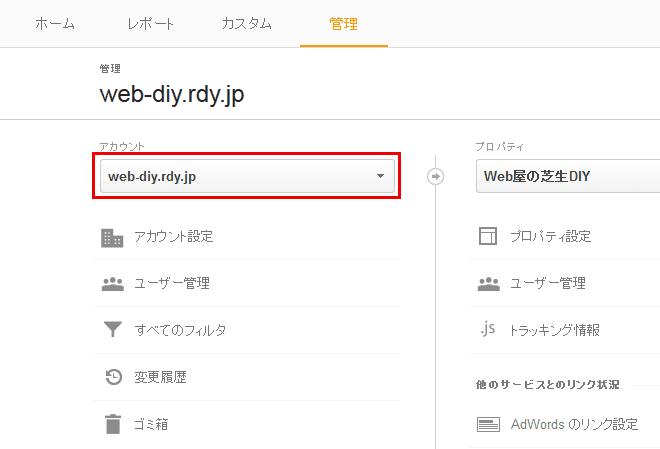 ホーム レポート カスタム 管理
管理
web-diy.rdy.jp
アカウント
web-diy.rdy.jp
アカウント設定
ユーザー管理
すべてのフィルタ
変更履歴
ゴミ箱
プロパティ
Web屋の芝生DIY
プロパティ設定
ユーザー管理
.js トラッキング情報
他のサービスとのリンク状況
AdWords のリンク設定